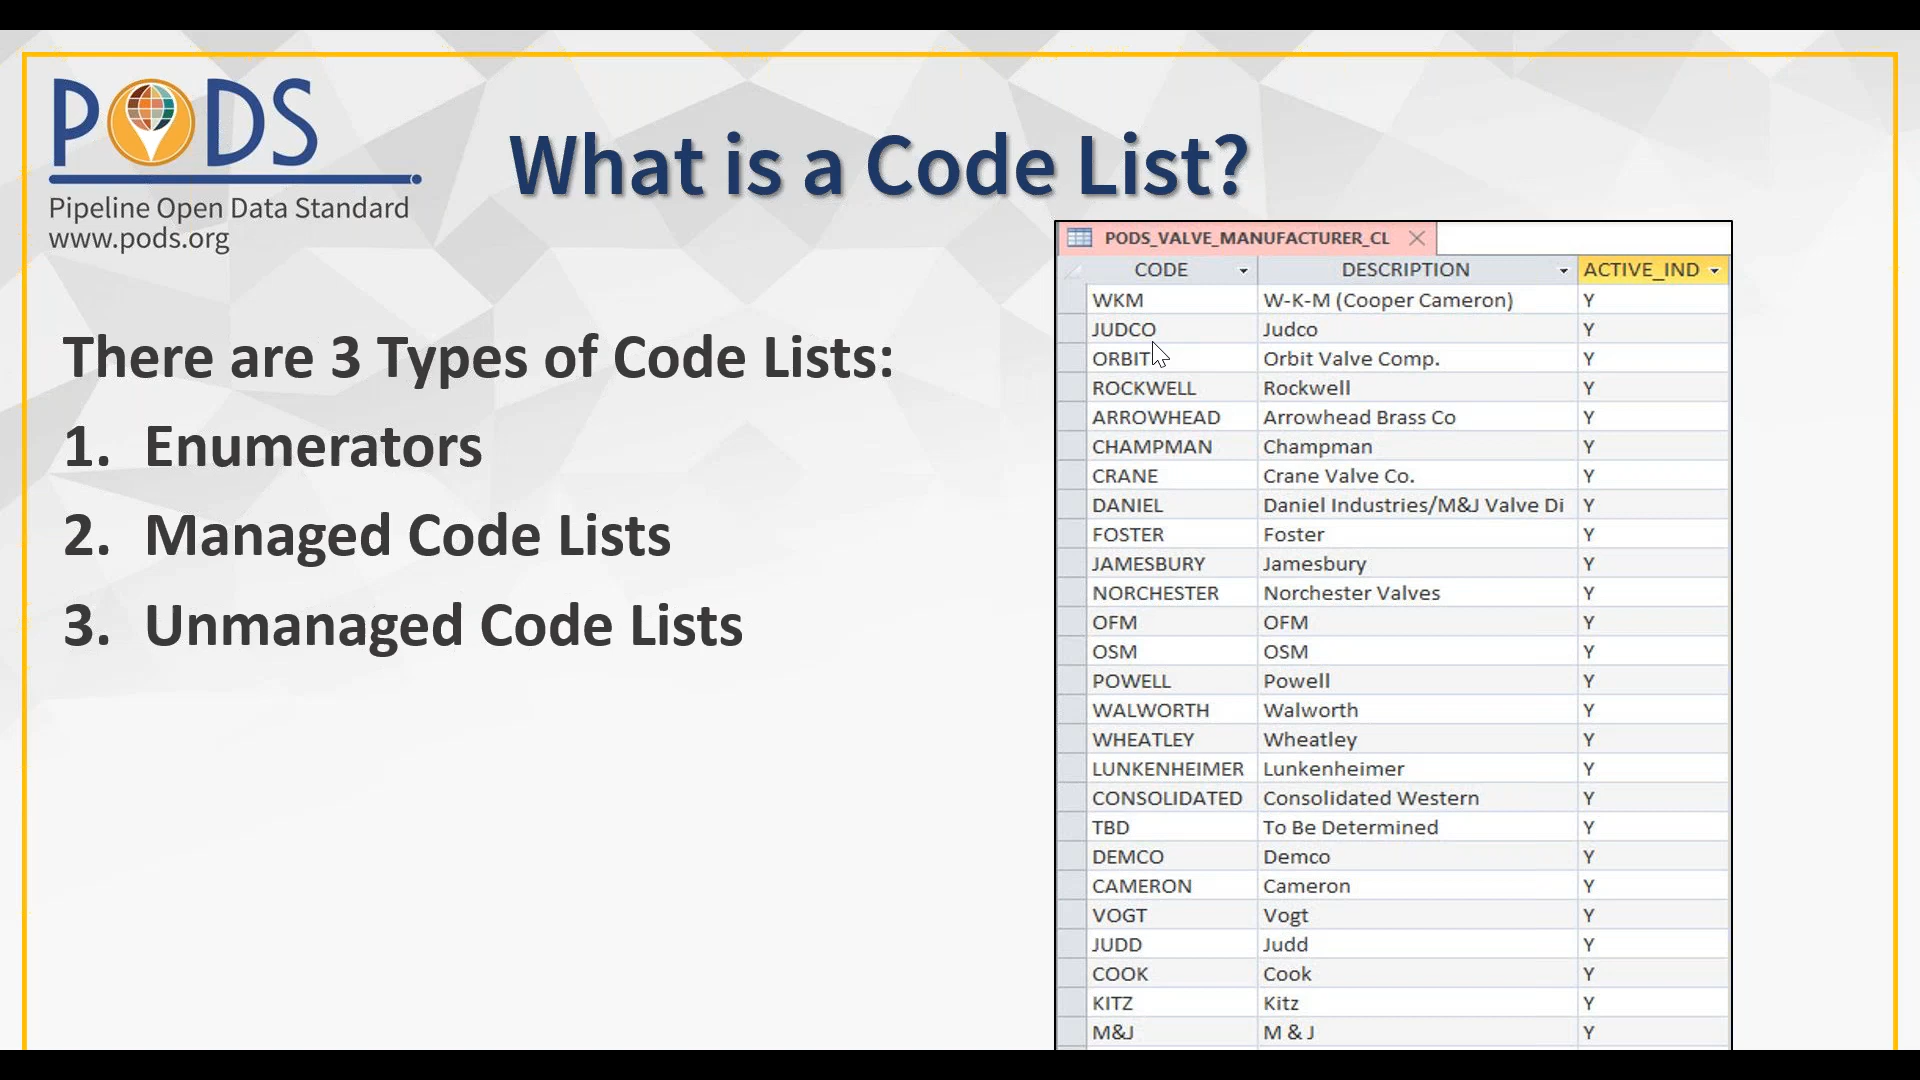 PODS
Pipeline Open Data Standard
www.pods.org
What is a Code List?
There are 3 Types of Code Lists:
1. Enumerators
2. Managed Code Lists
3. Unmanaged Code Lists
PODS_VALVE_MANUFACTURER_CL
CODE DESCRIPTION ACTIVE_IND
WKM W-K-M (Cooper Cameron) Y
JUDCO Judco Y
ORBIT Orbit Valve Comp. Y
ROCKWELL Rockwell Y
ARROWHEAD Arrowhead Brass Co Y
CHAMPMAN Champman Y
CRANE Crane Valve Co. Y
DANIEL Daniel Industries/M&J Valve Di Y
FOSTER Foster Y
JAMESBURY Jamesbury Y
NORCHESTER Norchester Valves Y
OFM OFM Y
OSM OSM Y
POWELL Powell Y
WALWORTH Walworth Y
WHEATLEY Wheatley Y
LUNKENHEIMER Lunkenheimer Y
CONSOLIDATED Consolidated Western Y
TBD To Be Determined Y
DEMCO Demco Y
CAMERON Cameron Y
VOGT Vogt Y
JUDD Judd Y
COOK Cook Y
KITZ Kitz Y
M&J M & J Y